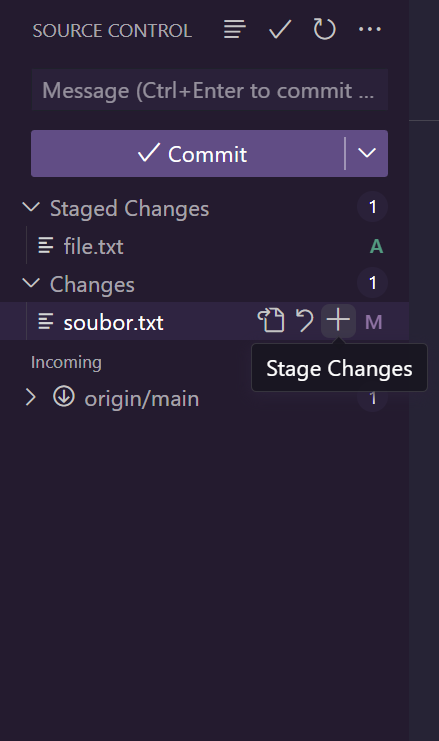 SOURCE CONTROL
Message (Ctrl+Enter to commit ...
Commit
Staged Changes 1
file.txt A
Changes 1
soubor.txt M
Incoming
Stage Changes
origin/main 1